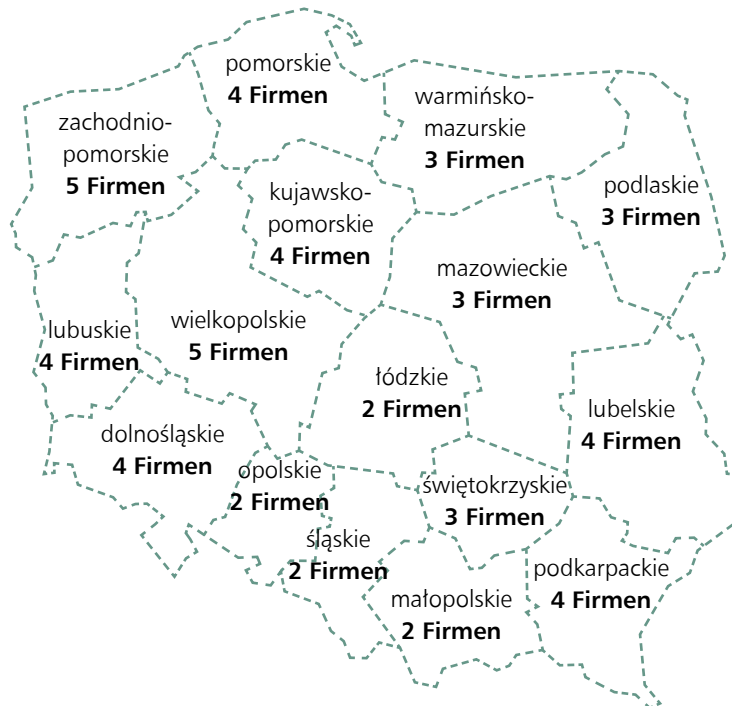 pomorskie
4 Firmen
warmińsko-
mazurskie
3 Firmen
zachodnio-
pomorskie
5 Firmen
podlaskie
3 Firmen
kujawsko-
pomorskie
4 Firmen
mazowieckie
3 Firmen
lubuskie
4 Firmen
wielkopolskie
5 Firmen
łódzkie
2 Firmen
lubelskie
4 Firmen
dolnośląskie
4 Firmen
opolskie
2 Firmen
świętokrzyskie
3 Firmen
śląskie
2 Firmen
podkarpackie
4 Firmen
małopolskie
2 Firmen